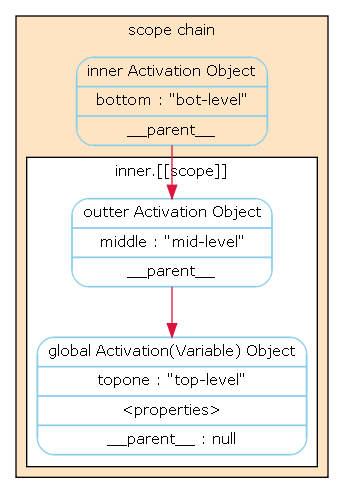 scope chain
inner Activation Object
bottom : "bot-level"
__parent__
inner.[[scope]]
outter Activation Object
middle : "mid-level"
__parent__
global Activation(Variable) Object
topone : "top-level"
<properties>
__parent__ : null